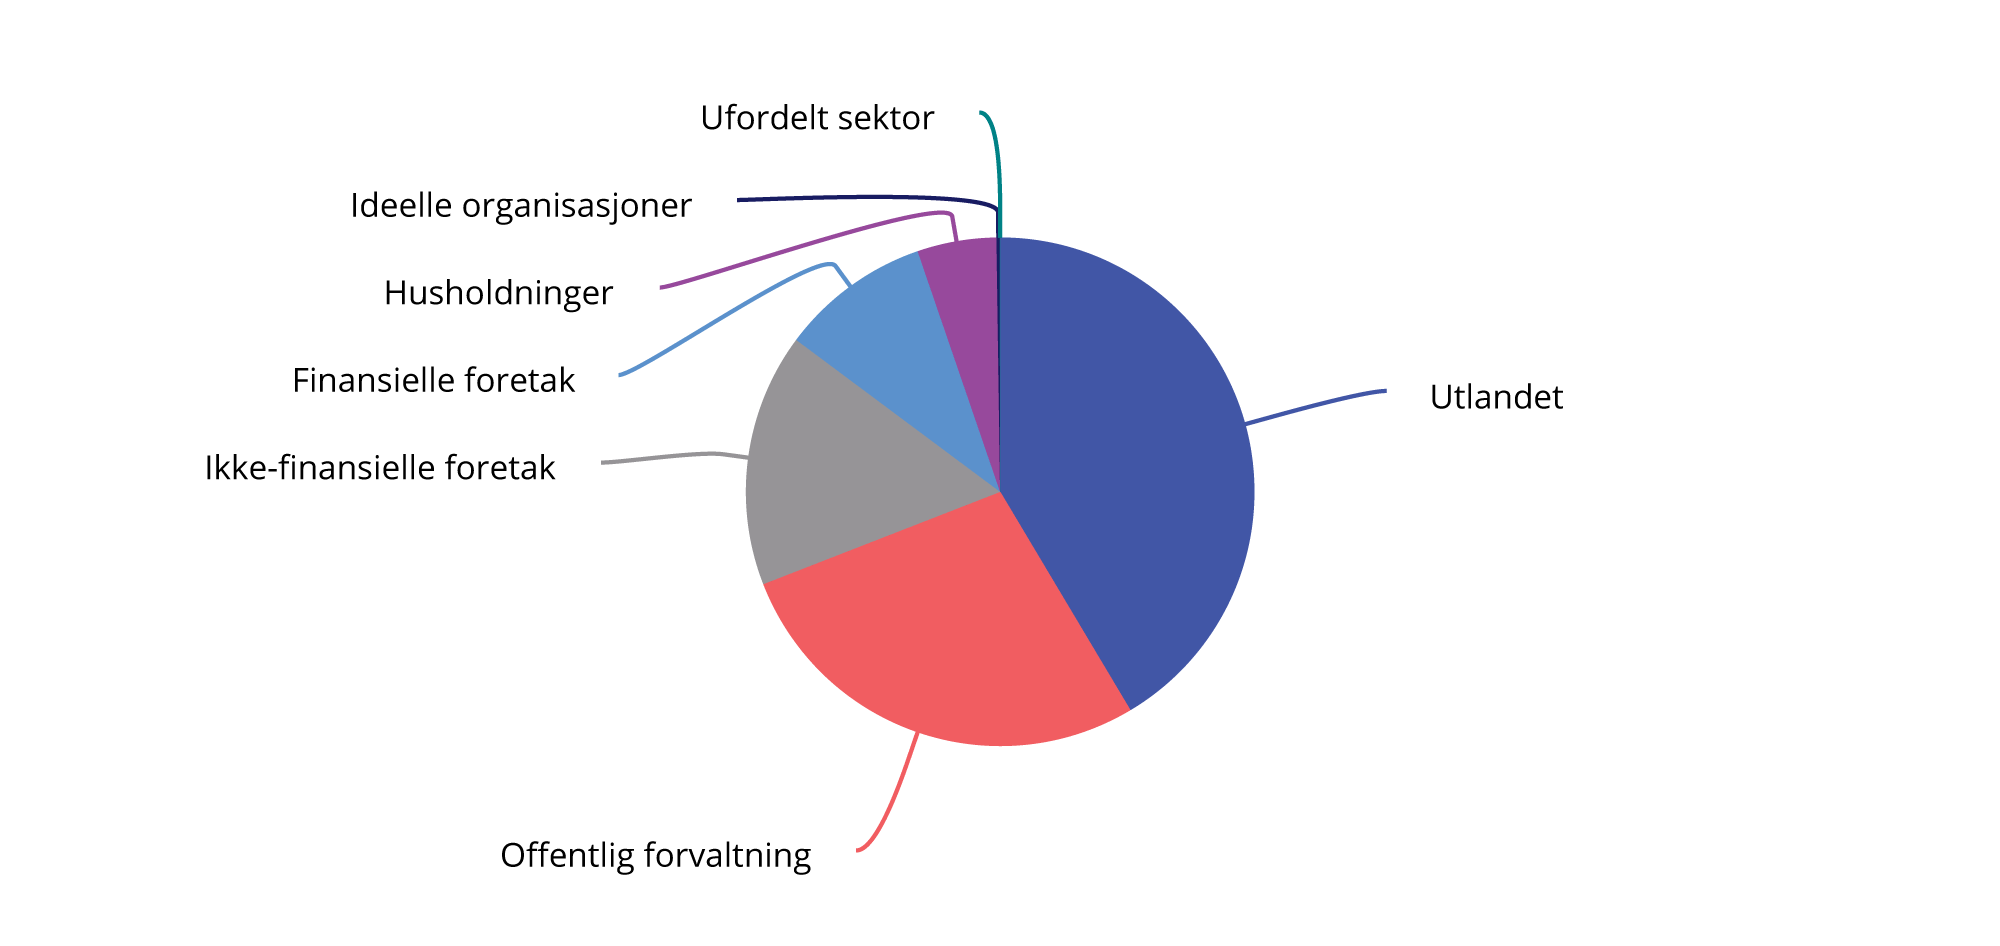 Ufordelt sektor
Ideelle organisasjoner
Husholdninger
Finansielle foretak
Utlandet
Ikke-finansielle foretak
Offentlig forvaltning